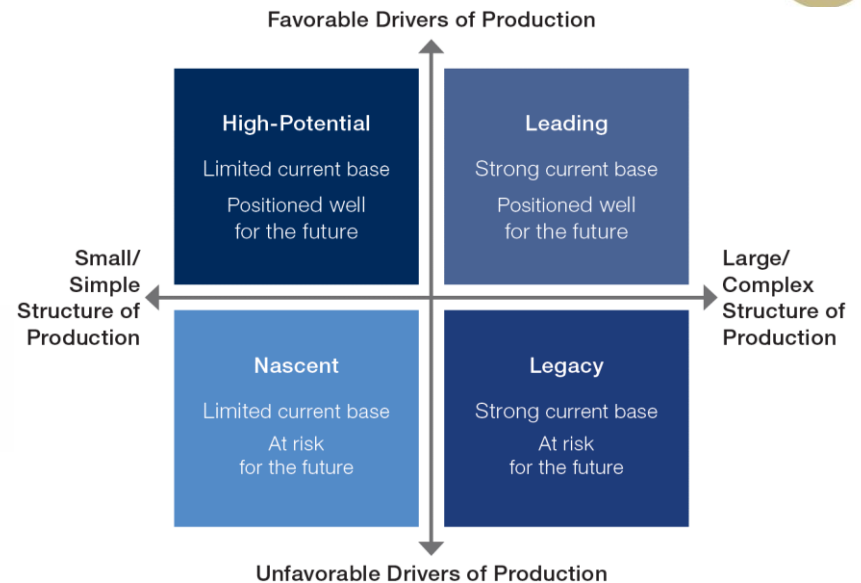 Favorable Drivers of Production
High-Potential
Limited current base
Positioned well
for the future
Leading
Strong current base
Positioned well
for the future
Small/
Simple
Structure of
Production
Large/
Complex
Structure of
Production
Nascent
Limited current base
At risk
for the future
Legacy
Strong current base
At risk
for the future
Unfavorable Drivers of Production